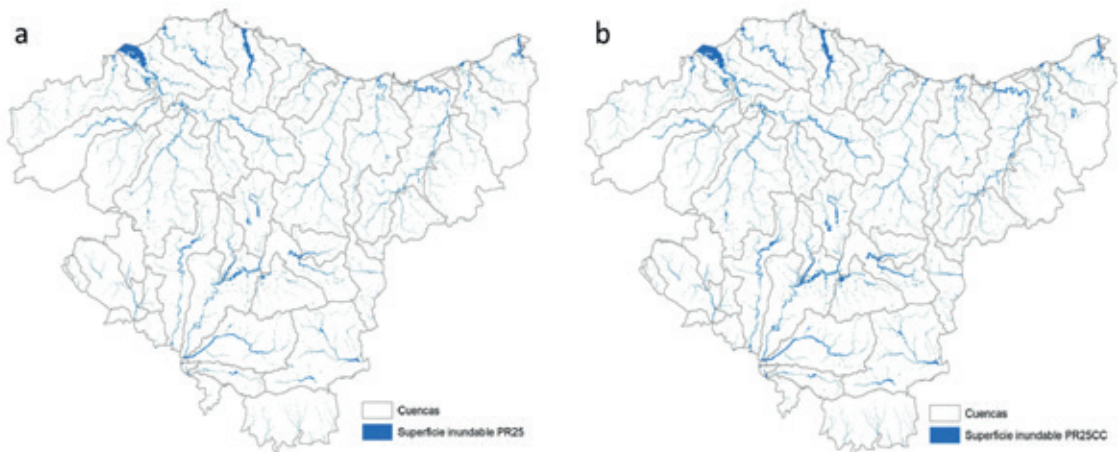 a
Cuencas
Superficie inundable PR25
b
Cuencas
Superficie inundable PR25CC